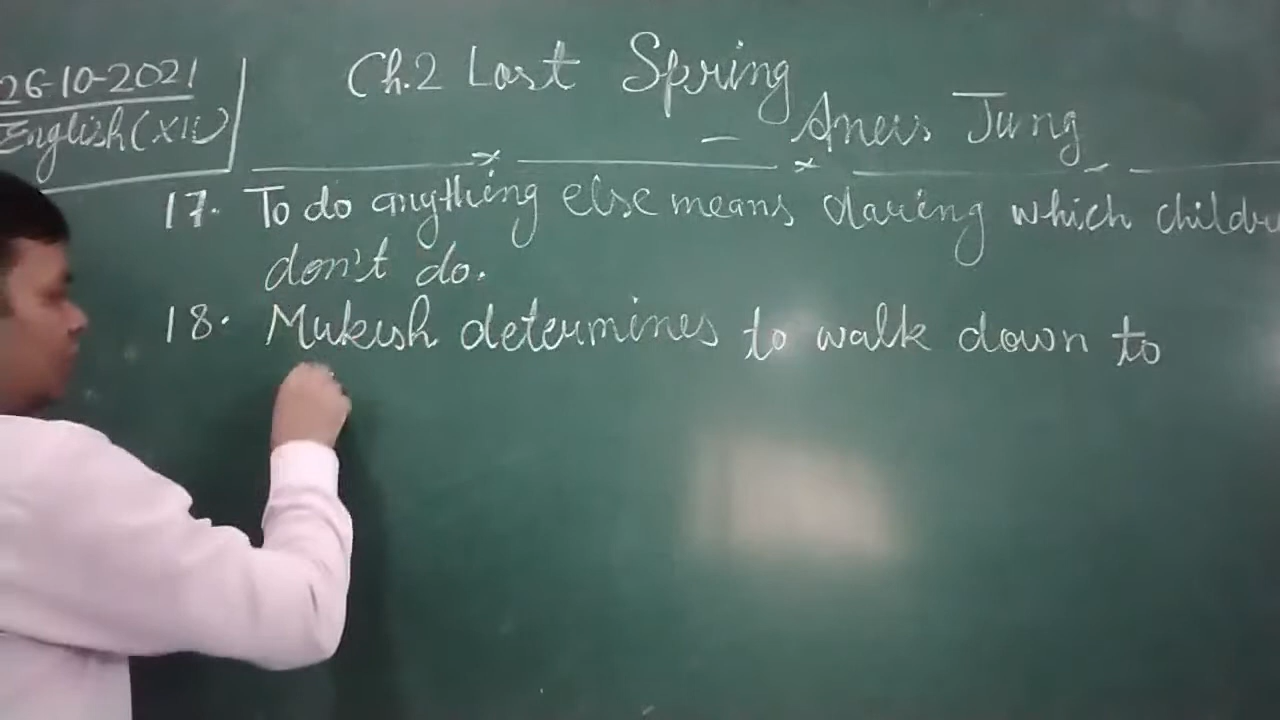 26-10-2021
English (XII)
Ch.2 Lost Spring
- Anees Jung
17. To do anything else means daring which
don't do.
18. Mukesh determines to walk down to